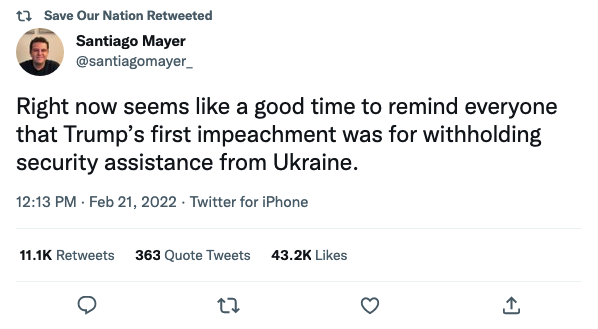 Save Our Nation Retweeted
Santiago Mayer
@santiagomayer_
Right now seems like a good time to remind everyone
that Trump's first impeachment was for withholding
security assistance from Ukraine.
12:13 PM · Feb 21, 2022 · Twitter for iPhone
11.1K Retweets 363 Quote Tweets 43.2K Likes